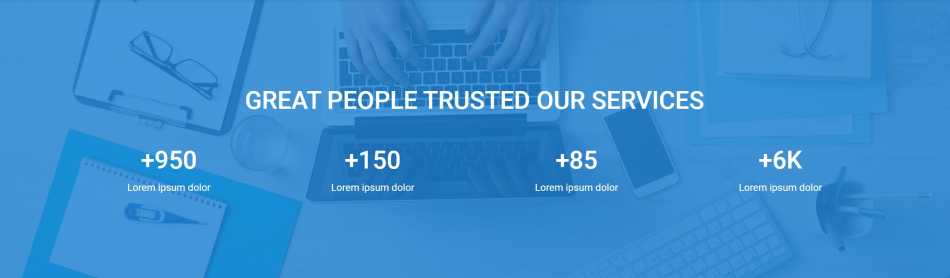 GREAT PEOPLE TRUSTED OUR SERVICES
+950 +150 +85 +6K
Lorem ipsum dolor Lorem ipsum dolor Lorem ipsum dolor Lorem ipsum dolor